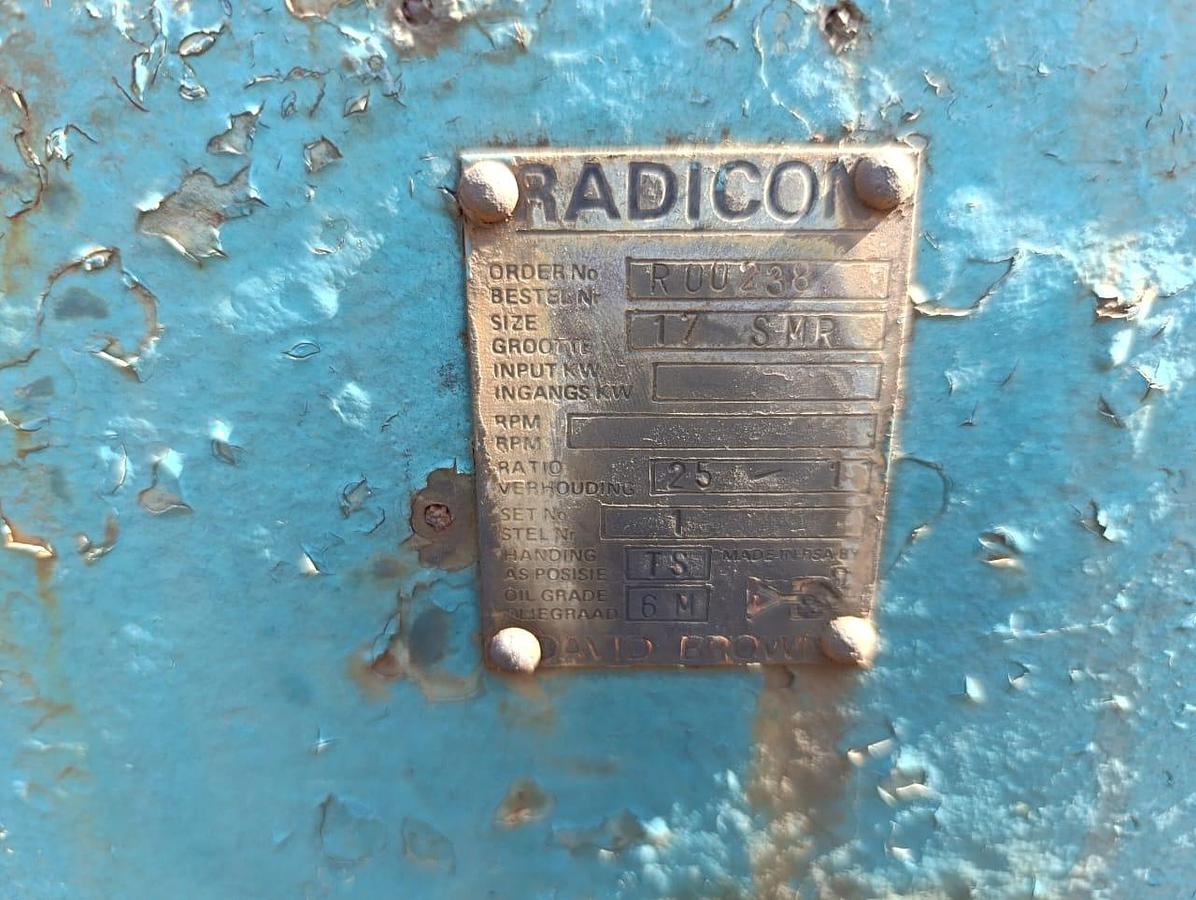 RADICON
ORDER No R 00238
BESTEL Nr
SIZE 17 SMR
GROOTTE
INPUT KW
INGANGS KW
RPM
RPM
RATIO 25 – 1
VERHOUDING
SET No 1
STEL Nr
HANDING TS MADE IN RSA BY
AS POSISIE
OIL GRADE 6 M
OLIEGRAAD
DAVID BROWN